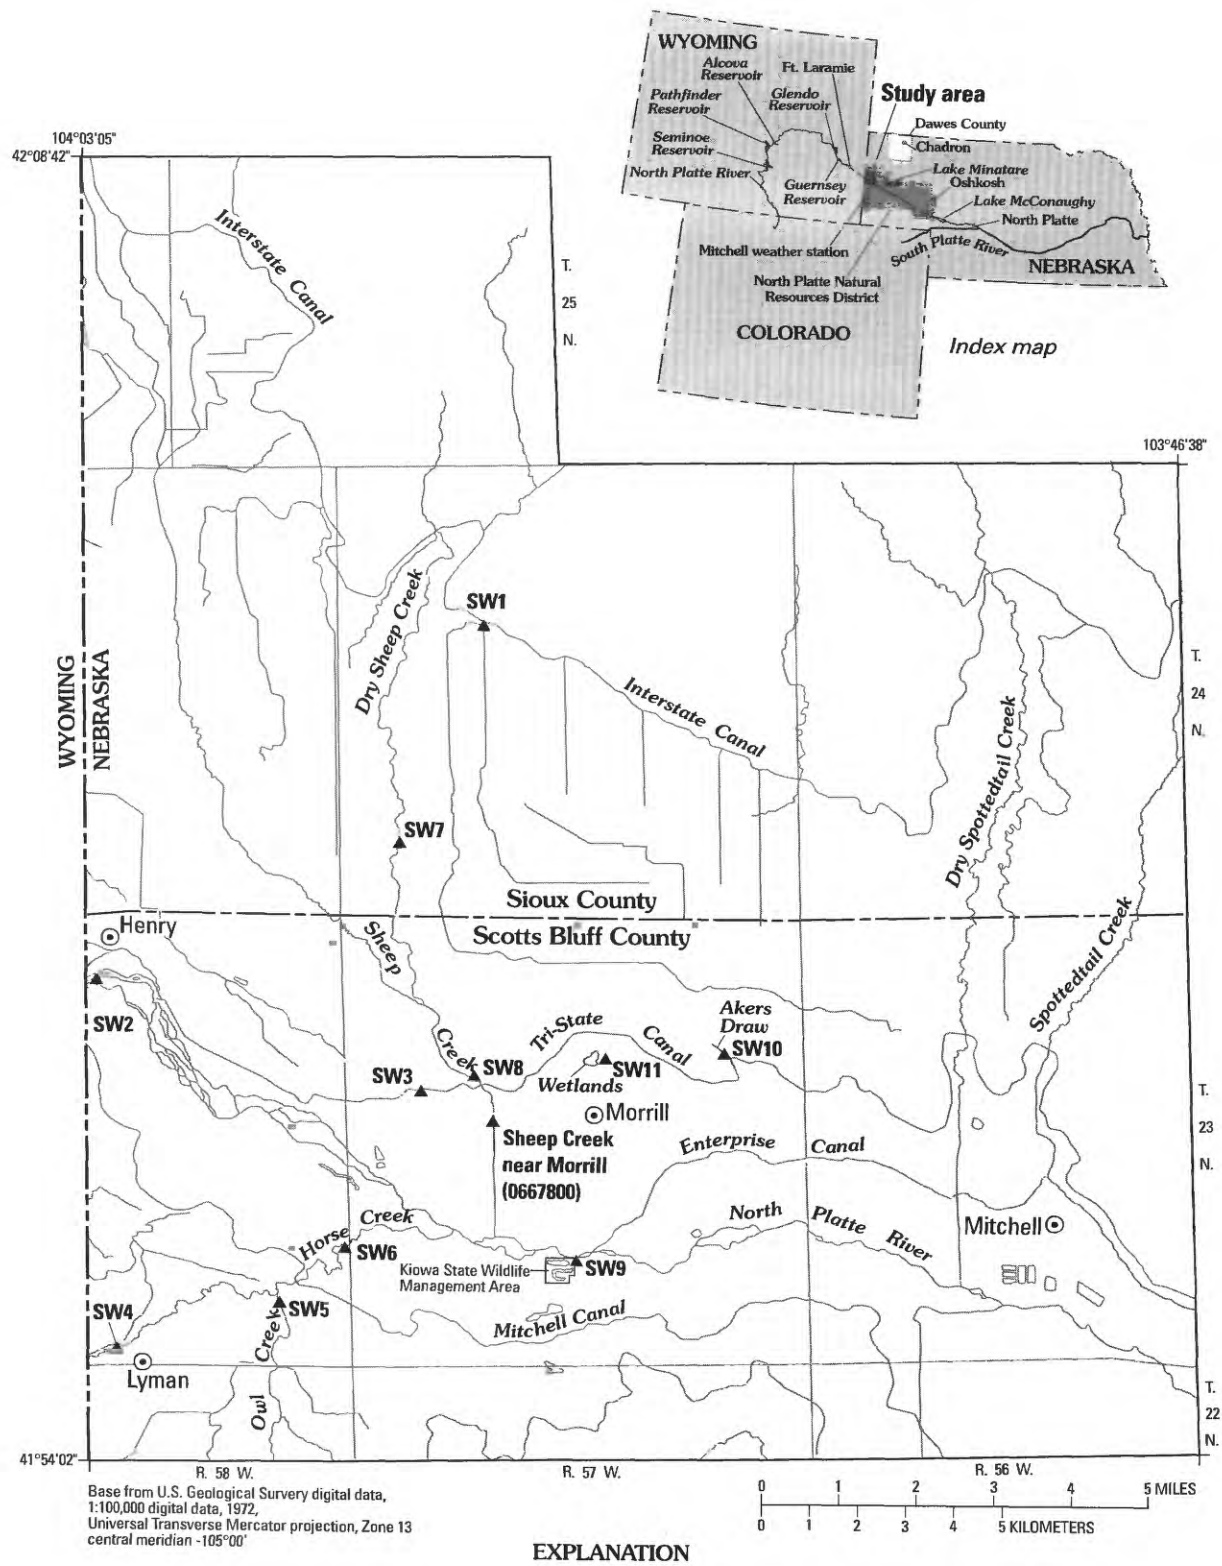 WYOMING
Alcova
Reservoir
Ft. Laramie
Pathfinder
Reservoir
Glendo
Reservoir
Study area
Dawes County
Chadron
Seminoe
Reservoir
Lake Minatare
Oshkosh
North Platte River
Guernsey
Reservoir
Lake McConaughy
North Platte
Mitchell weather station
South Platte River
NEBRASKA
North Platte Natural
Resources District
COLORADO
Index map
104°03'05"
42°08'42"
Interstate Canal
T.
25
N.
103°46'38"
Dry Sheep Creek
SW1
WYOMING
NEBRASKA
Interstate Canal
T.
24
N.
Dry Spottedtail Creek
SW7
Sioux County
Scotts Bluff County
Henry
Sheep
Creek
Spottedtail Creek
SW2
Tri-State
Canal
Akers
Draw
SW10
SW3
SW8
SW11
Wetlands
Morrill
T.
23
N.
Sheep Creek
near Morrill
(0667800)
Enterprise Canal
Horse Creek
SW6
North Platte River
Mitchell
Kiowa State Wildlife
Management Area
SW9
SW4
SW5
Mitchell Canal
Lyman
Owl Creek
T.
22
N.
41°54'02"
R. 58 W.
R. 57 W.
R. 56 W.
Base from U.S. Geological Survery digital data,
1:100,000 digital data, 1972,
Universal Transverse Mercator projection, Zone 13
central meridian -105°00'
0 1 2 3 4 5 MILES
0 1 2 3 4 5 KILOMETERS
EXPLANATION